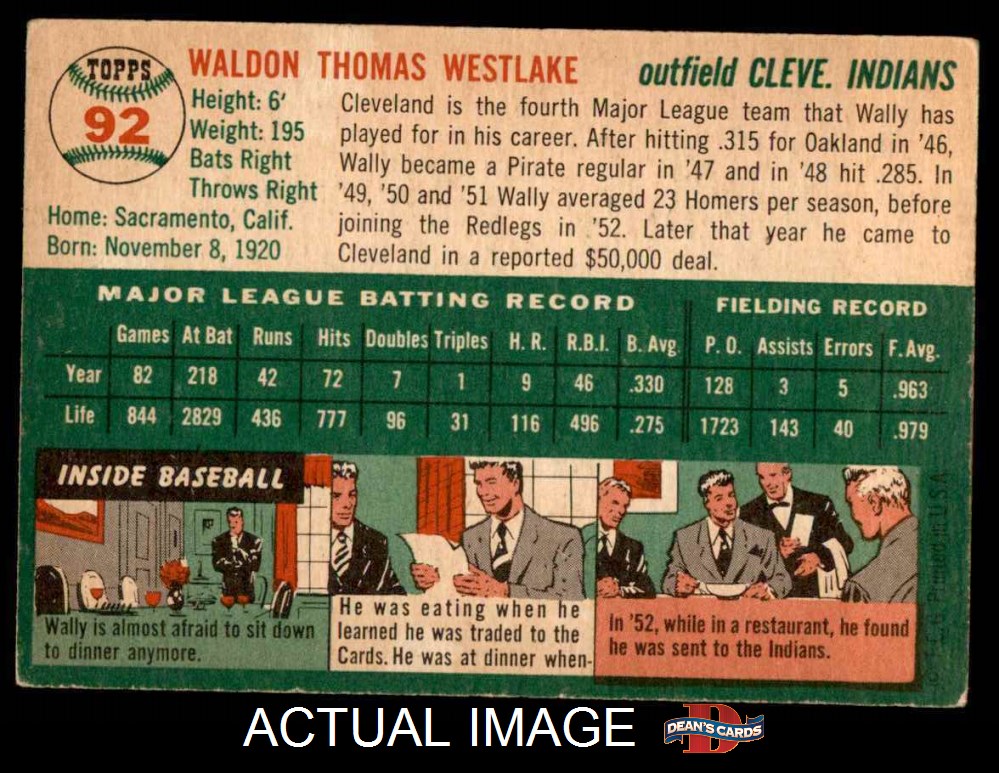 TOPPS
92
WALDON THOMAS WESTLAKE
outfield CLEVE. INDIANS
Height: 6'
Weight: 195
Bats Right
Throws Right
Home: Sacramento, Calif.
Born: November 8, 1920
Cleveland is the fourth Major League team that Wally has
played for in his career. After hitting .315 for Oakland in '46,
Wally became a Pirate regular in '47 and in '48 hit .285. In
'49, '50 and '51 Wally averaged 23 Homers per season, before
joining the Redlegs in '52. Later that year he came to
Cleveland in a reported $50,000 deal.
MAJOR LEAGUE BATTING RECORD FIELDING RECORD
Games At Bat Runs Hits Doubles Triples H. R. R.B.I. B. Avg. P. O. Assists Errors F. Avg.
Year 82 218 42 72 7 1 9 46 .330 128 3 5 .963
Life 844 2829 436 777 96 31 116 496 .275 1723 143 40 .979
INSIDE BASEBALL
Wally is almost afraid to sit down
to dinner anymore.
He was eating when he
learned he was traded to the
Cards. He was at dinner when-
In '52, while in a restaurant, he found
he was sent to the Indians.
Printed in U.S.A.
ACTUAL IMAGE
D
DEAN'S CARDS